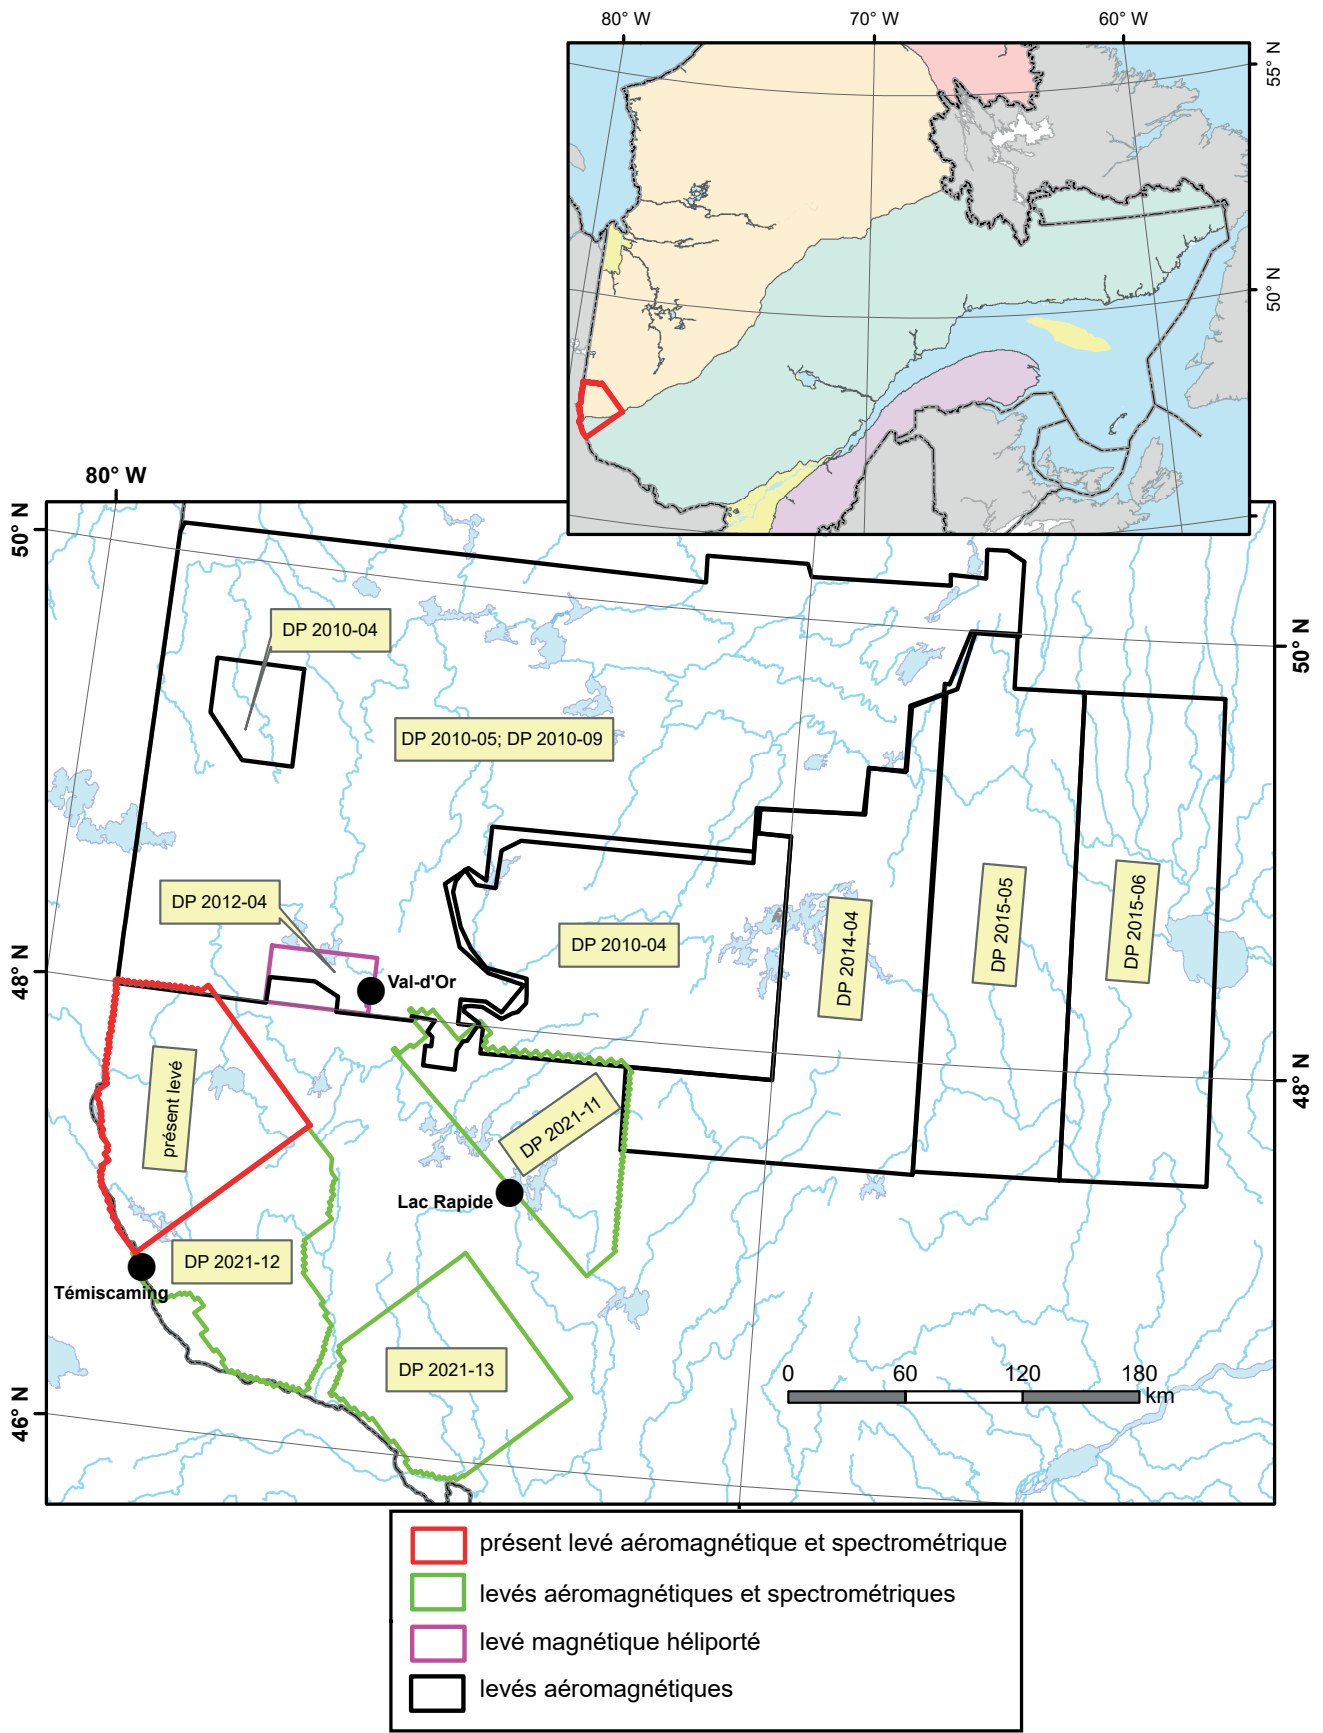 80° W
70° W
60° W
55° N
50° N
80° W
50° N
50° N
DP 2010-04
DP 2010-05; DP 2010-09
DP 2012-04
DP 2010-04
DP 2014-04
DP 2015-05
DP 2015-06
48° N
Val-d'Or
48° N
présent levé
DP 2021-11
Lac Rapide
DP 2021-12
Témiscaming
DP 2021-13
0 60 120 180
km
46° N
présent levé aéromagnétique et spectrométrique
levés aéromagnétiques et spectrométriques
levé magnétique héliporté
levés aéromagnétiques